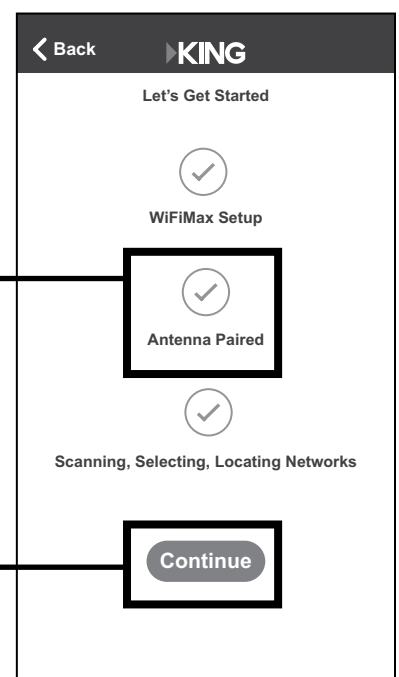 Back
KING
Let's Get Started
WiFiMax Setup
Antenna Paired
Scanning, Selecting, Locating Networks
Continue